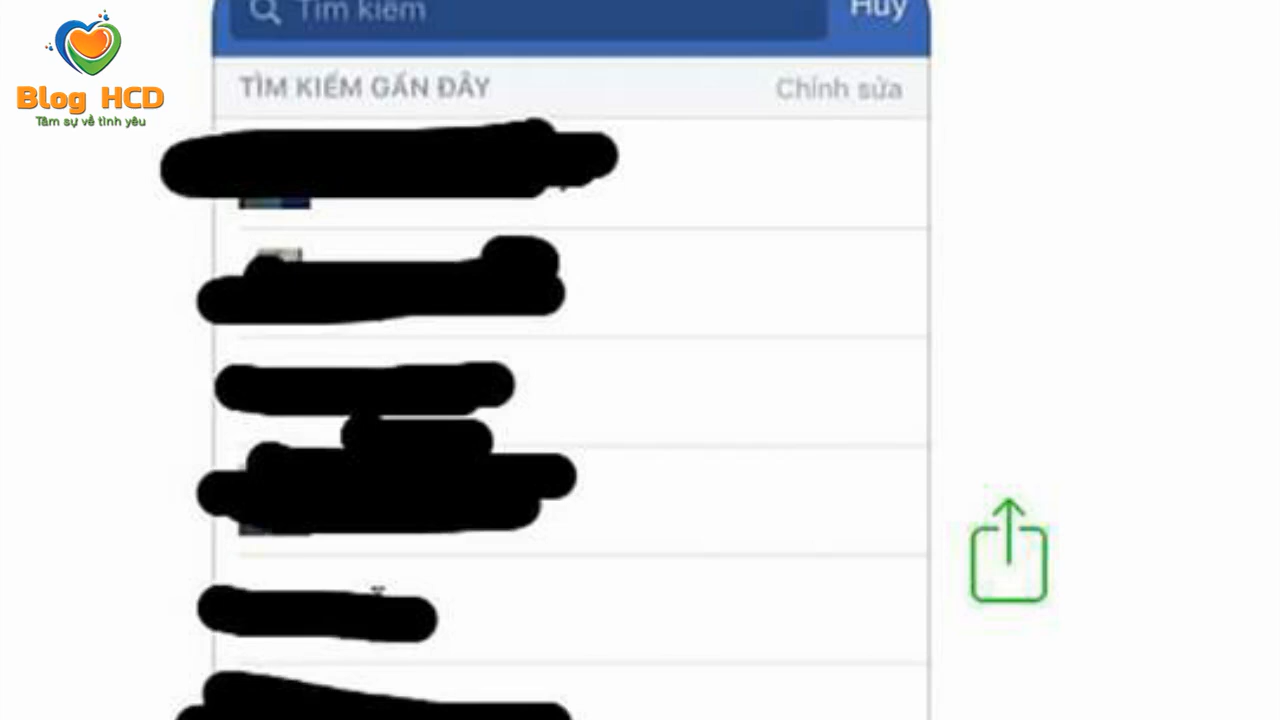 Tìm kiếm
Hủy
Blog HCD
Tâm sự về tình yêu
TÌM KIẾM GẦN ĐÂY
Chỉnh sửa